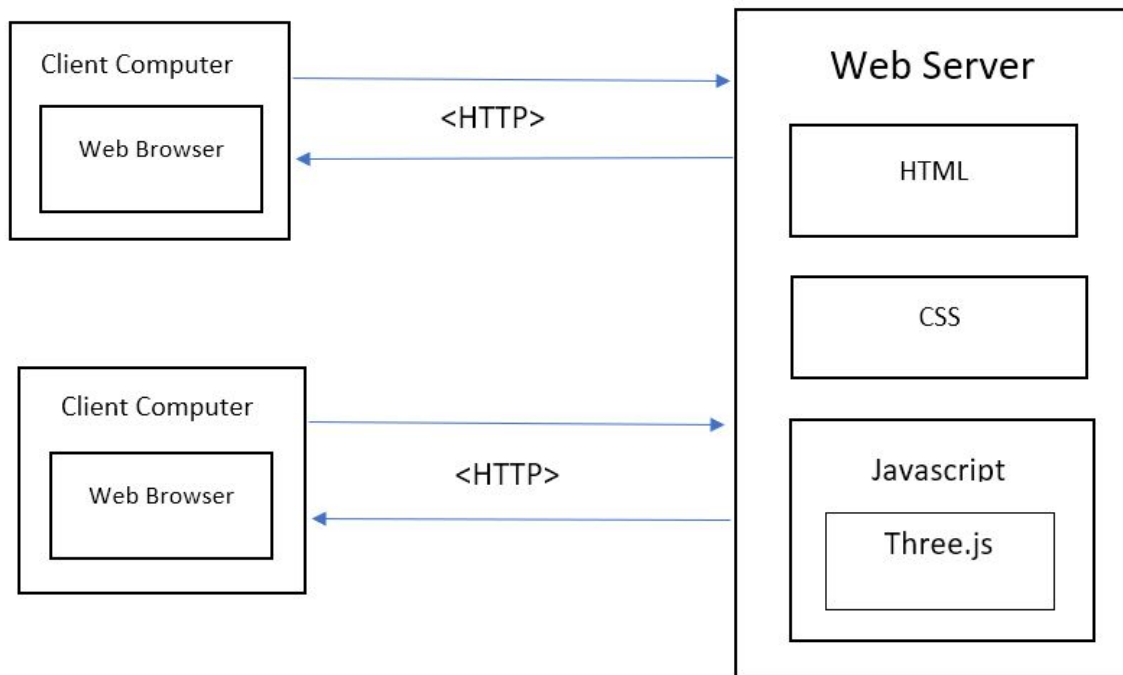 Client Computer
Web Browser
<HTTP>
Client Computer
Web Browser
<HTTP>
Web Server
HTML
CSS
Javascript
Three.js